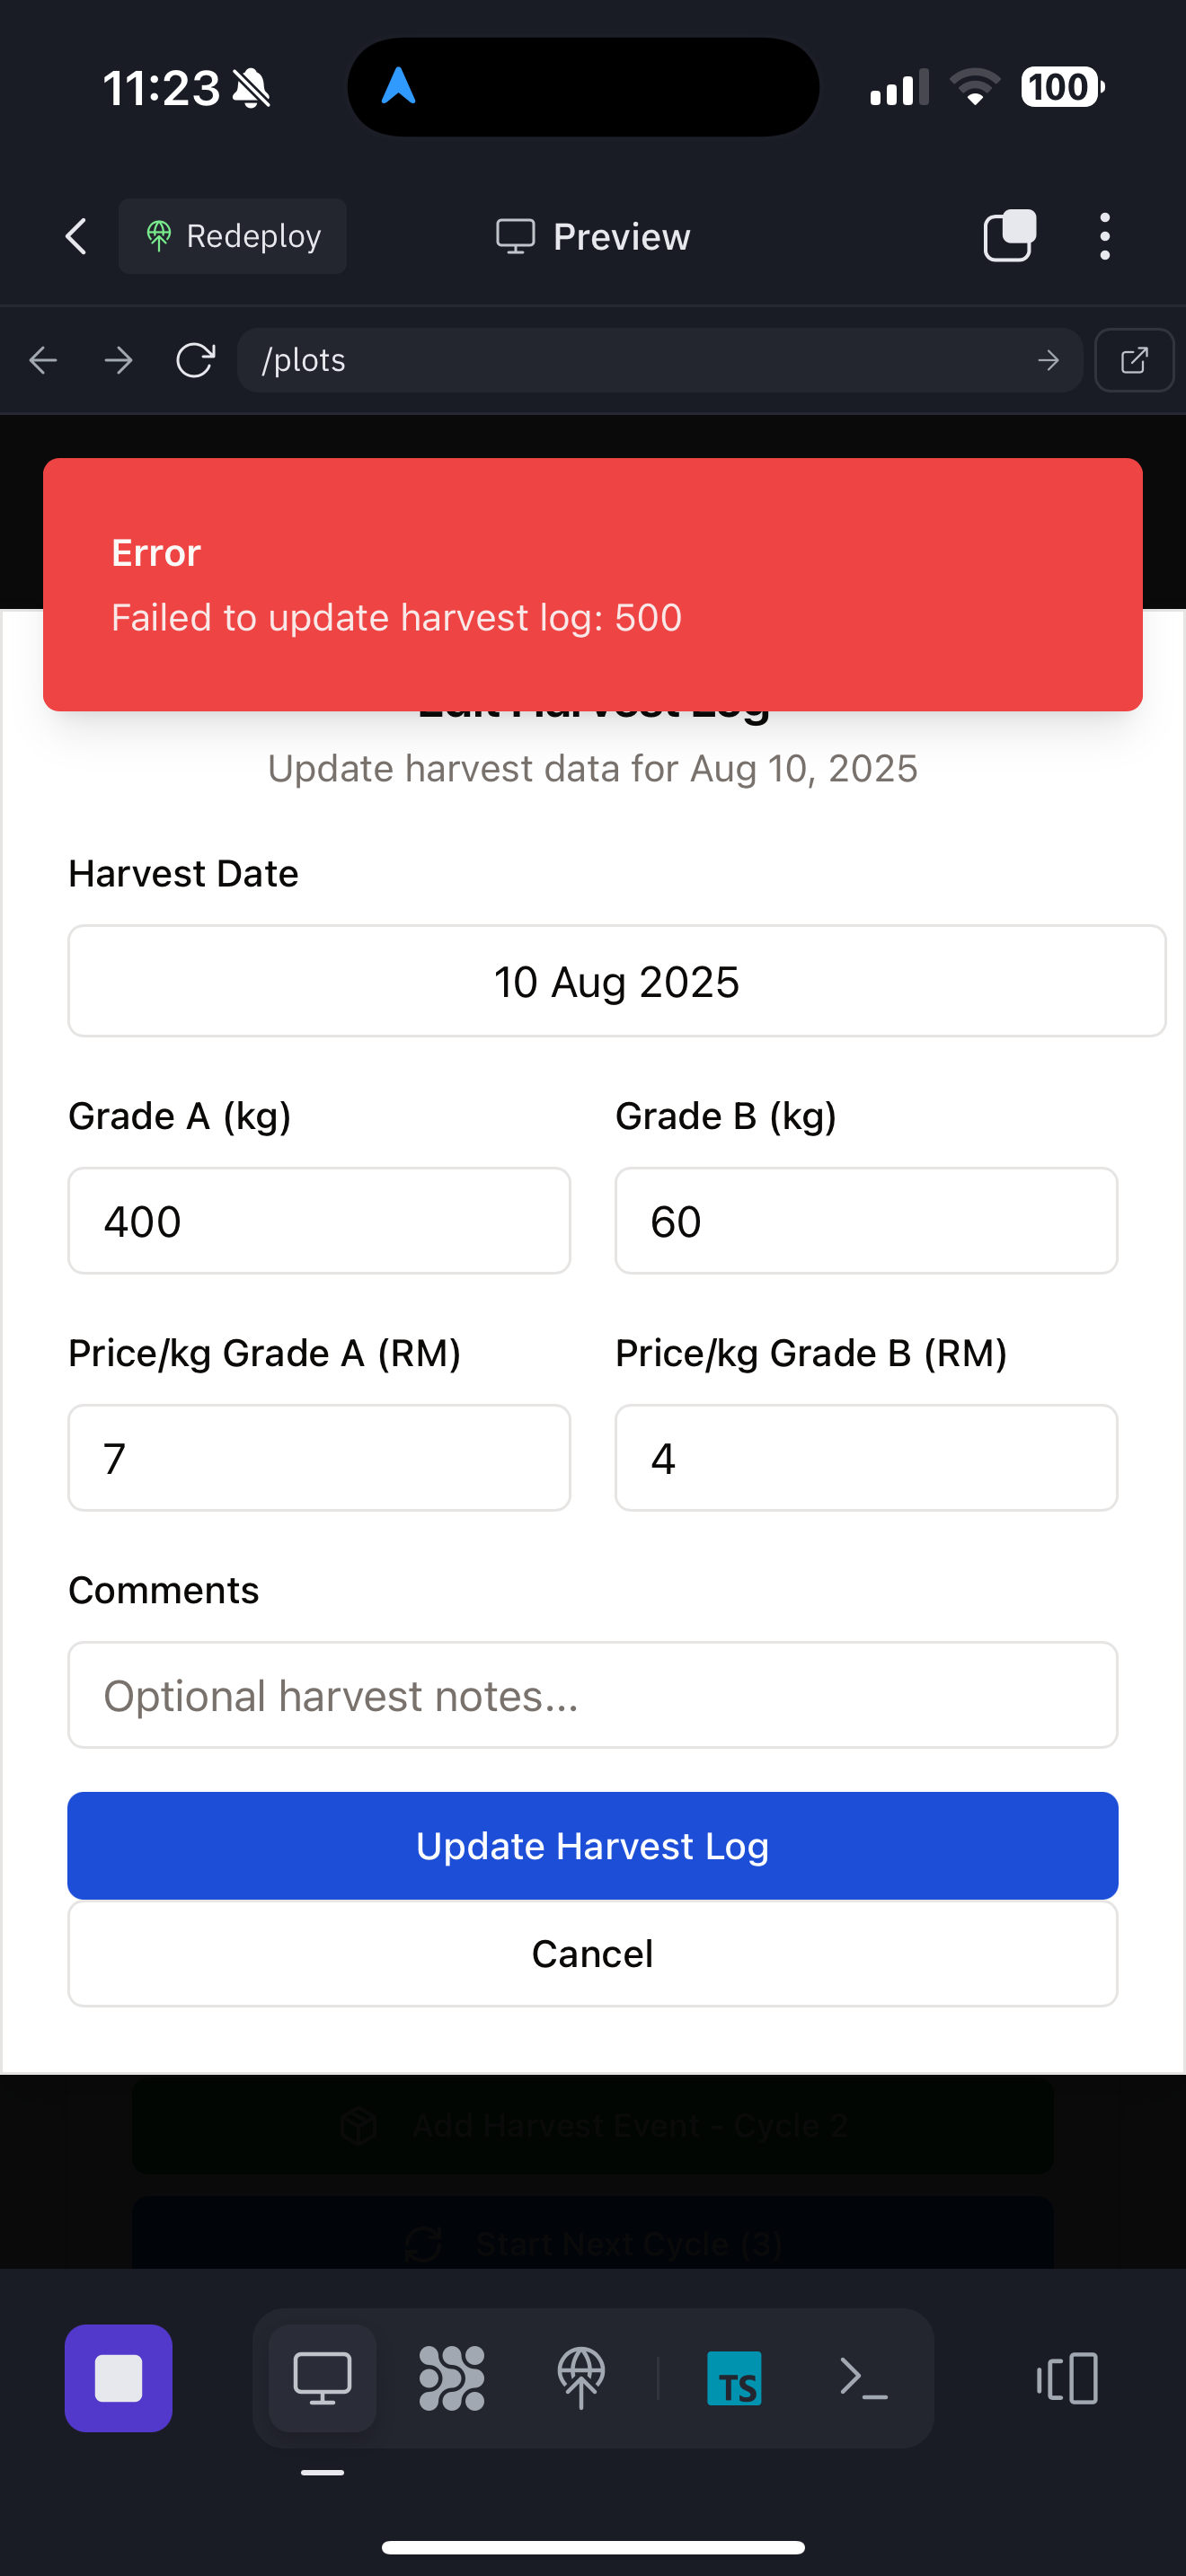 11:23
100
Redeploy
Preview
/plots
Error
Failed to update harvest log: 500
Edit Harvest Log
Update harvest data for Aug 10, 2025
Harvest Date
10 Aug 2025
Grade A (kg)
Grade B (kg)
400
60
Price/kg Grade A (RM)
Price/kg Grade B (RM)
7
4
Comments
Optional harvest notes...
Update Harvest Log
Cancel
Add Harvest Event - Cycle 2
Start Next Cycle (3)
TS